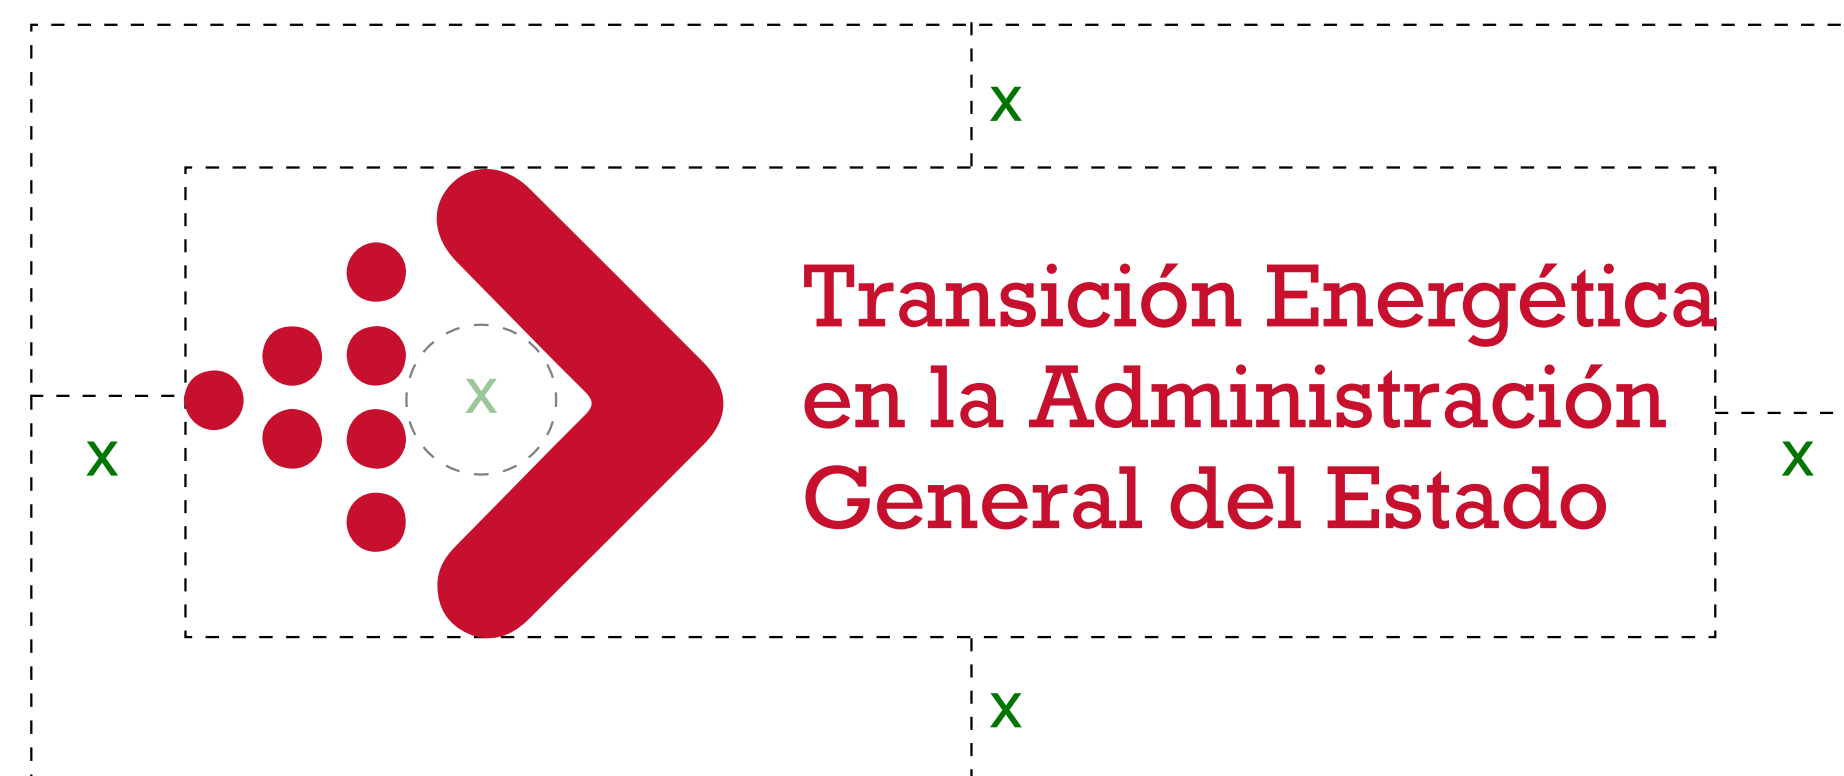 X
Transición Energética
X
en la Administración
X
X
General del Estado
X